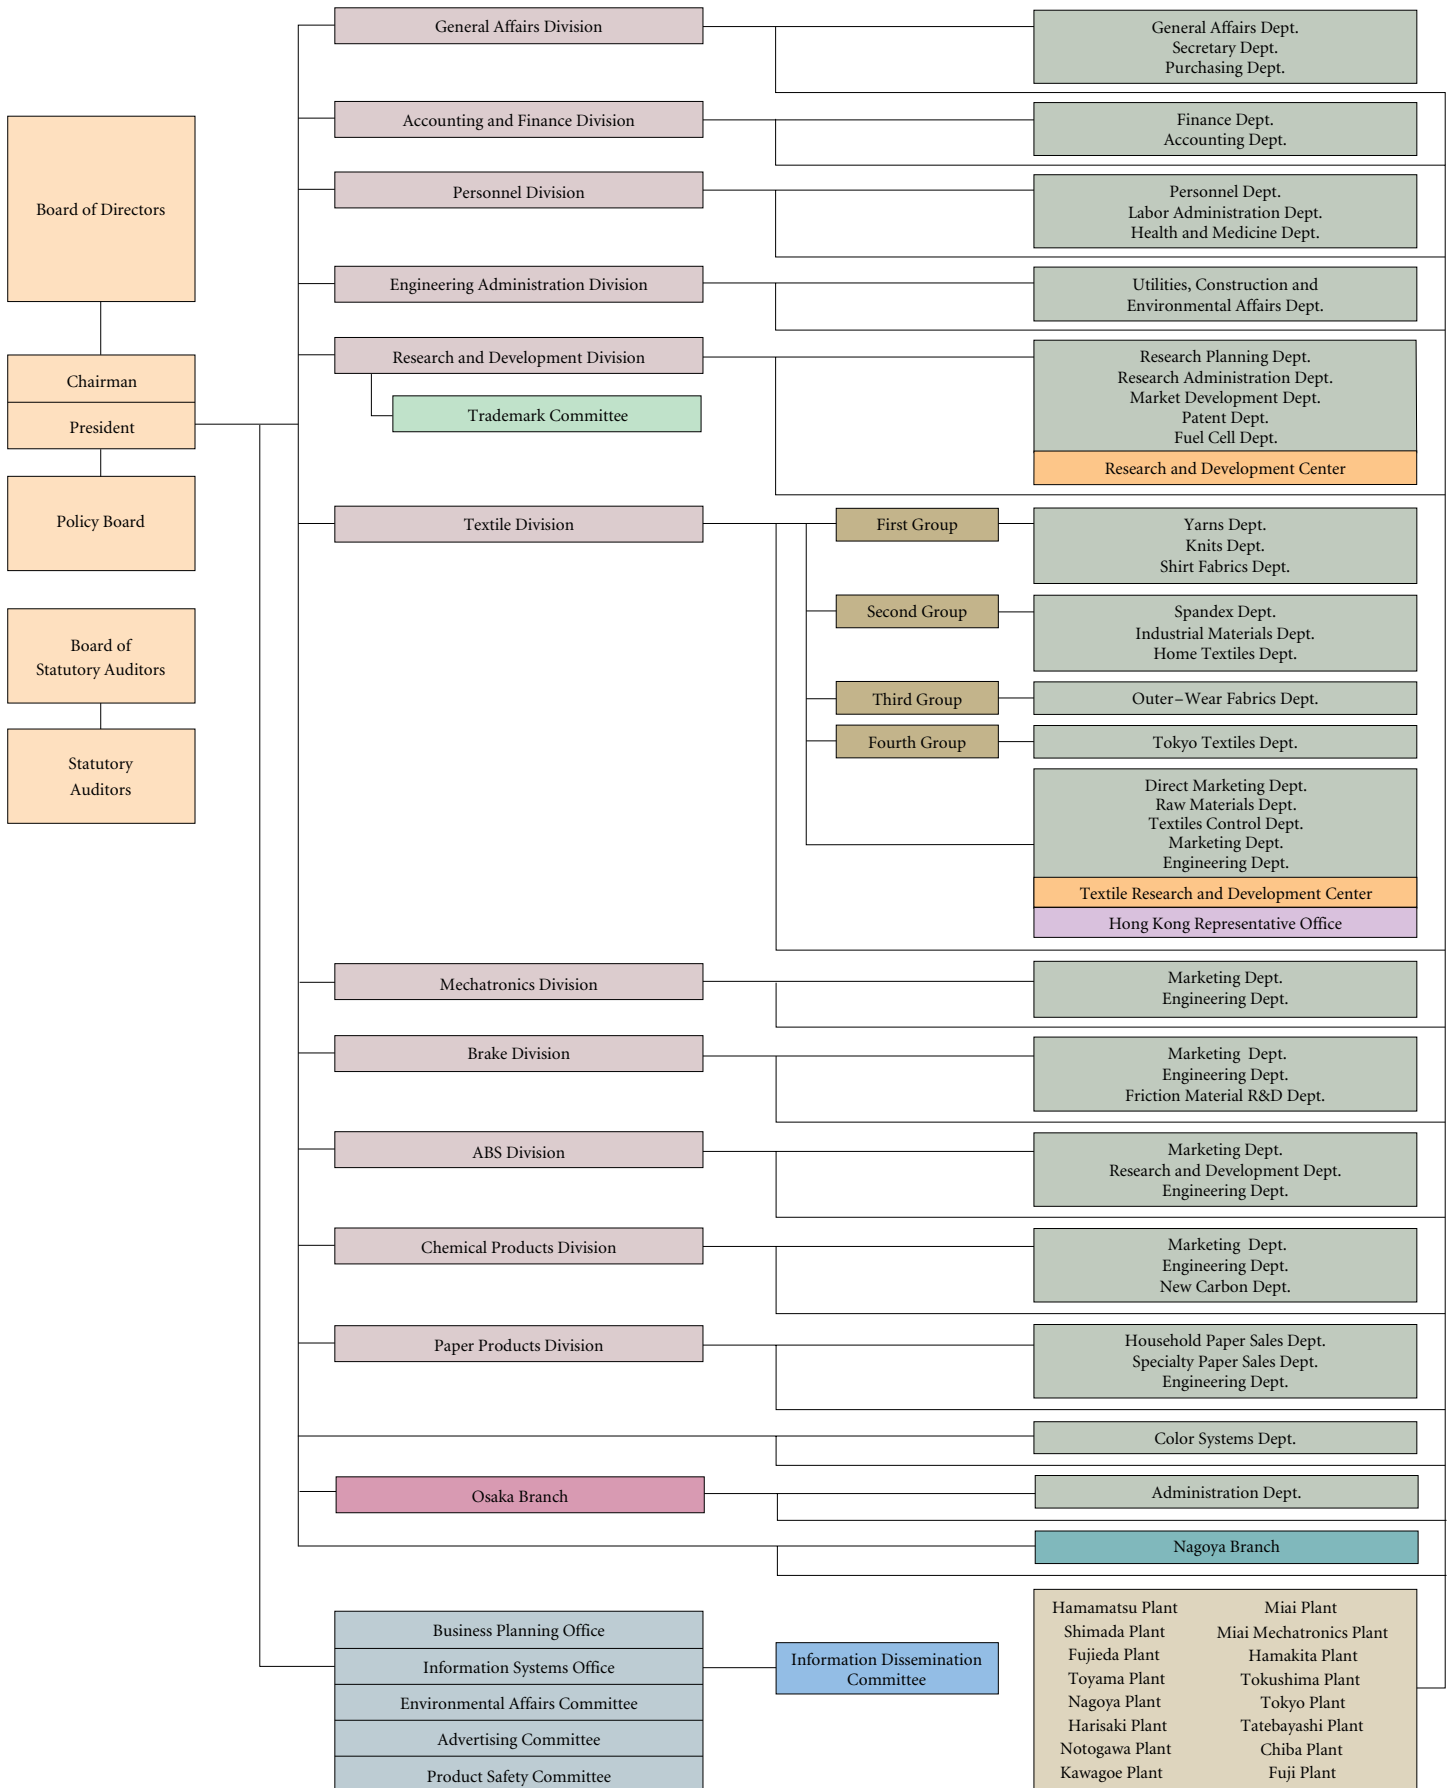 Board of Directors
Chairman
President
Policy Board
Board of
Statutory Auditors
Statutory
Auditors
General Affairs Division
General Affairs Dept.
Secretary Dept.
Purchasing Dept.
Accounting and Finance Division
Finance Dept.
Accounting Dept.
Personnel Division
Personnel Dept.
Labor Administration Dept.
Health and Medicine Dept.
Engineering Administration Division
Utilities, Construction and
Environmental Affairs Dept.
Research and Development Division
Trademark Committee
Research Planning Dept.
Research Administration Dept.
Market Development Dept.
Patent Dept.
Fuel Cell Dept.
Research and Development Center
Textile Division
First Group
Yarns Dept.
Knits Dept.
Shirt Fabrics Dept.
Second Group
Spandex Dept.
Industrial Materials Dept.
Home Textiles Dept.
Third Group
Outer–Wear Fabrics Dept.
Fourth Group
Tokyo Textiles Dept.
Direct Marketing Dept.
Raw Materials Dept.
Textiles Control Dept.
Marketing Dept.
Engineering Dept.
Textile Research and Development Center
Hong Kong Representative Office
Mechatronics Division
Marketing Dept.
Engineering Dept.
Brake Division
Marketing Dept.
Engineering Dept.
Friction Material R&D Dept.
ABS Division
Marketing Dept.
Research and Development Dept.
Engineering Dept.
Chemical Products Division
Marketing Dept.
Engineering Dept.
New Carbon Dept.
Paper Products Division
Household Paper Sales Dept.
Specialty Paper Sales Dept.
Engineering Dept.
Color Systems Dept.
Osaka Branch
Administration Dept.
Nagoya Branch
Business Planning Office
Information Systems Office
Environmental Affairs Committee
Advertising Committee
Product Safety Committee
Information Dissemination
Committee
Hamamatsu Plant
Shimada Plant
Fujieda Plant
Toyama Plant
Nagoya Plant
Harisaki Plant
Notogawa Plant
Kawagoe Plant
Miai Plant
Miai Mechatronics Plant
Hamakita Plant
Tokushima Plant
Tokyo Plant
Tatebayashi Plant
Chiba Plant
Fuji Plant